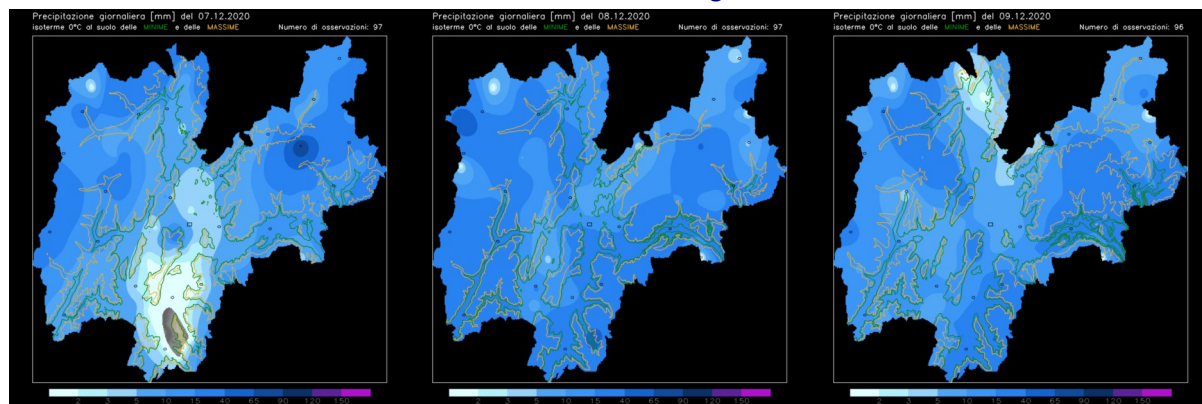 Precipitazione giornaliera [mm] del 07.12.2020
isoterme 0°C al suolo delle MINIME e delle MASSIME Numero di osservazioni: 97
2 3 5 10 15 40 65 90 120 150
Precipitazione giornaliera [mm] del 08.12.2020
isoterme 0°C al suolo delle MINIME e delle MASSIME Numero di osservazioni: 97
2 3 5 10 15 40 65 90 120 150
Precipitazione giornaliera [mm] del 09.12.2020
isoterme 0°C al suolo delle MINIME e delle MASSIME Numero di osservazioni: 96
2 3 5 10 15 40 65 90 120 150